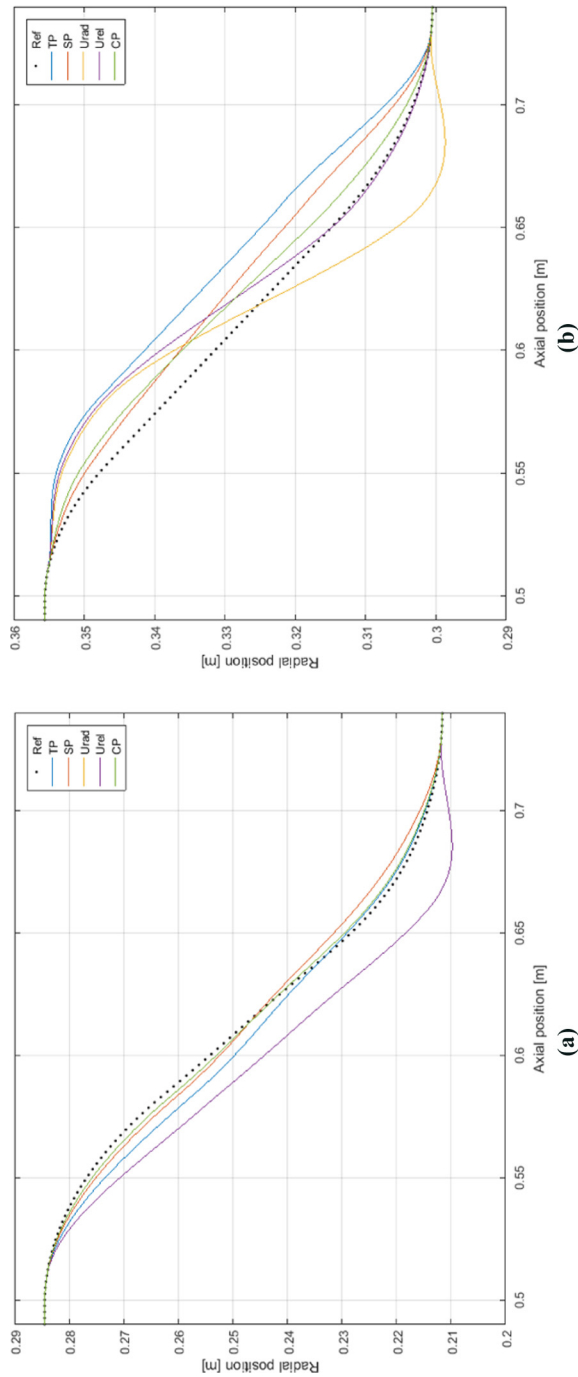 0.29
0.28
0.27
0.26
0.25
0.24
0.23
0.22
0.21
0.2
Radial position [m]
0.5
0.55
0.6
0.65
0.7
Axial position [m]
Ref
TP
SP
Urad
Urel
CP
(a)
0.36
0.35
0.34
0.33
0.32
0.31
0.3
0.29
Radial position [m]
0.5
0.55
0.6
0.65
0.7
Axial position [m]
Ref
TP
SP
Urad
Urel
CP
(b)